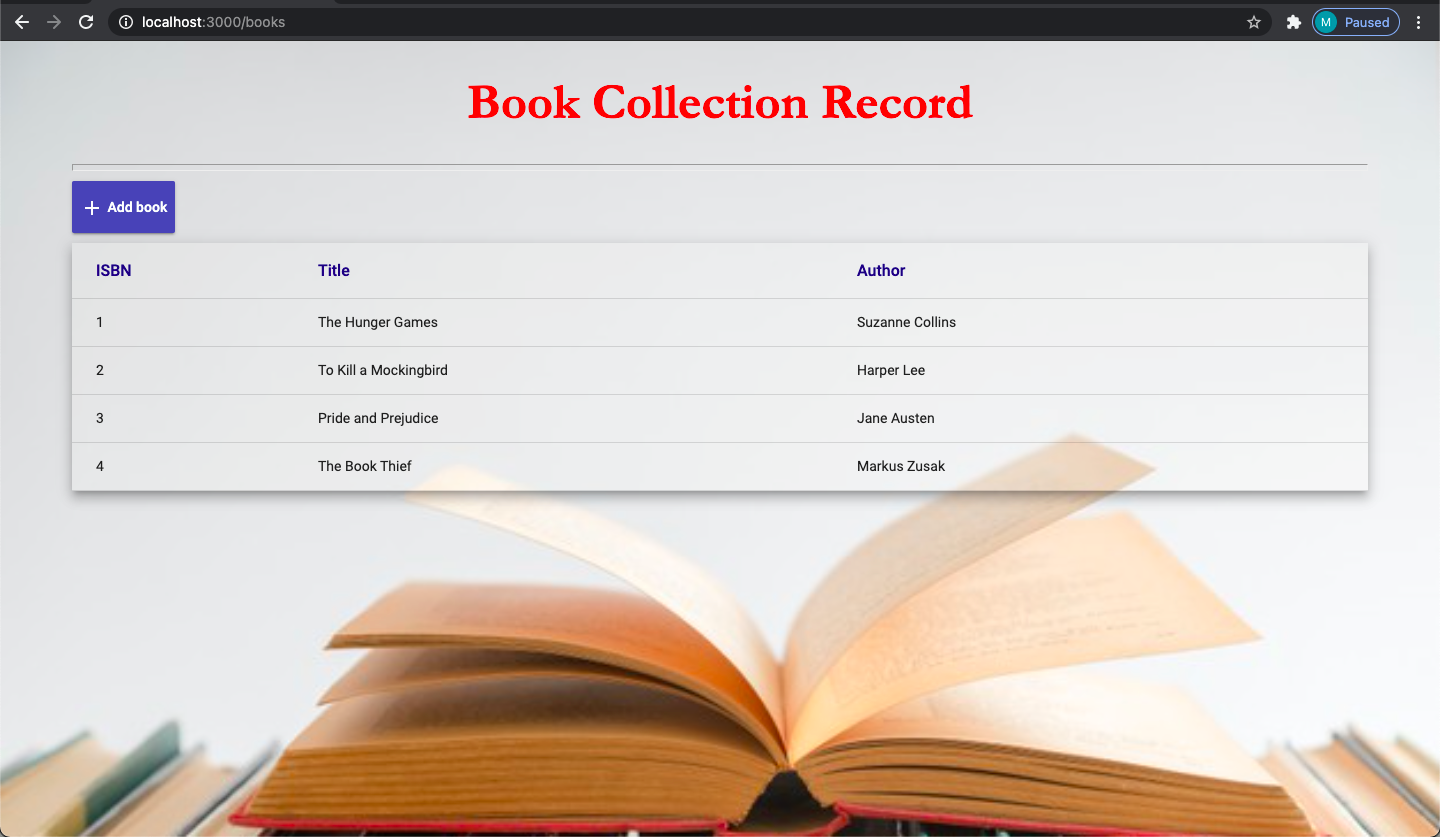 localhost:3000/books
M Paused
Book Collection Record
+ Add book
ISBN Title Author
1 The Hunger Games Suzanne Collins
2 To Kill a Mockingbird Harper Lee
3 Pride and Prejudice Jane Austen
4 The Book Thief Markus Zusak